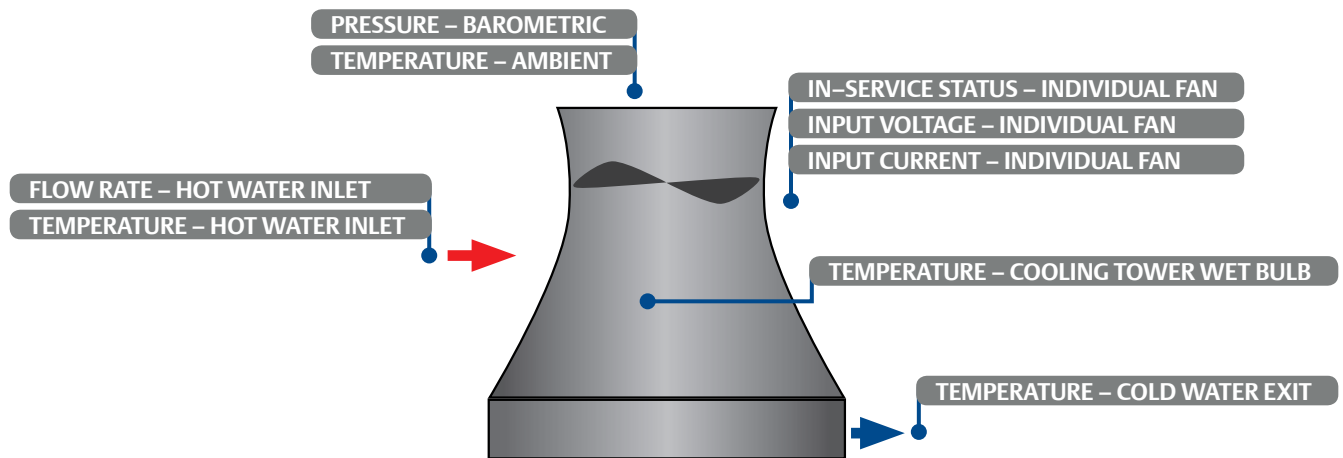 PRESSURE – BAROMETRIC
TEMPERATURE – AMBIENT
IN–SERVICE STATUS – INDIVIDUAL FAN
INPUT VOLTAGE – INDIVIDUAL FAN
INPUT CURRENT – INDIVIDUAL FAN
FLOW RATE – HOT WATER INLET
TEMPERATURE – HOT WATER INLET
TEMPERATURE – COOLING TOWER WET BULB
TEMPERATURE – COLD WATER EXIT